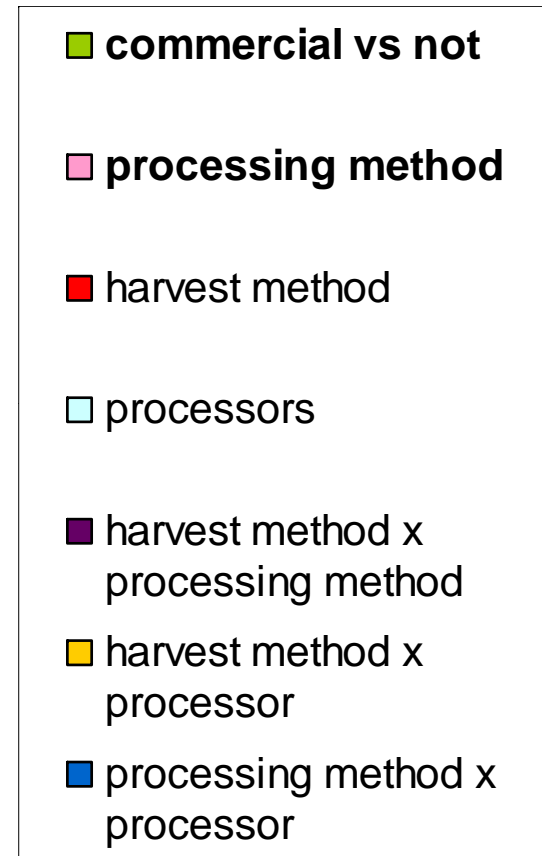 commercial vs not
processing method
harvest method
processors
harvest method x
processing method
harvest method x
processor
processing method x
processor